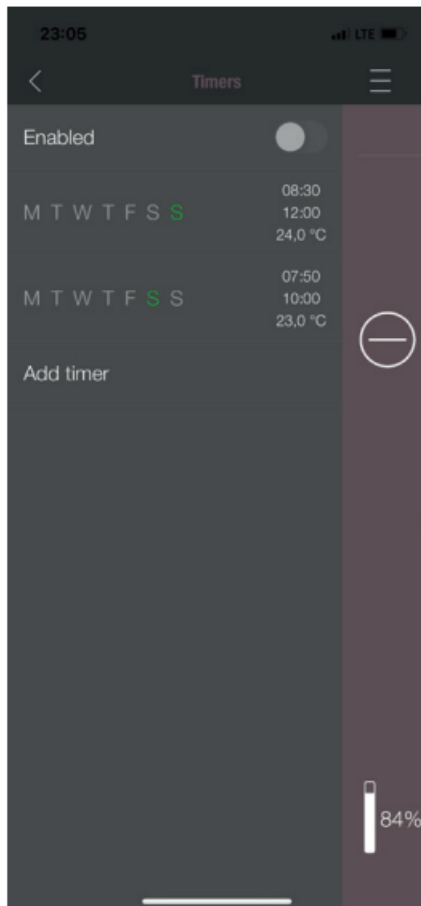 23:05 LTE
Timers
Enabled
M T W T F S S
08:30
12:00
24,0 °C
M T W T F S S
07:50
10:00
23,0 °C
Add timer
84%